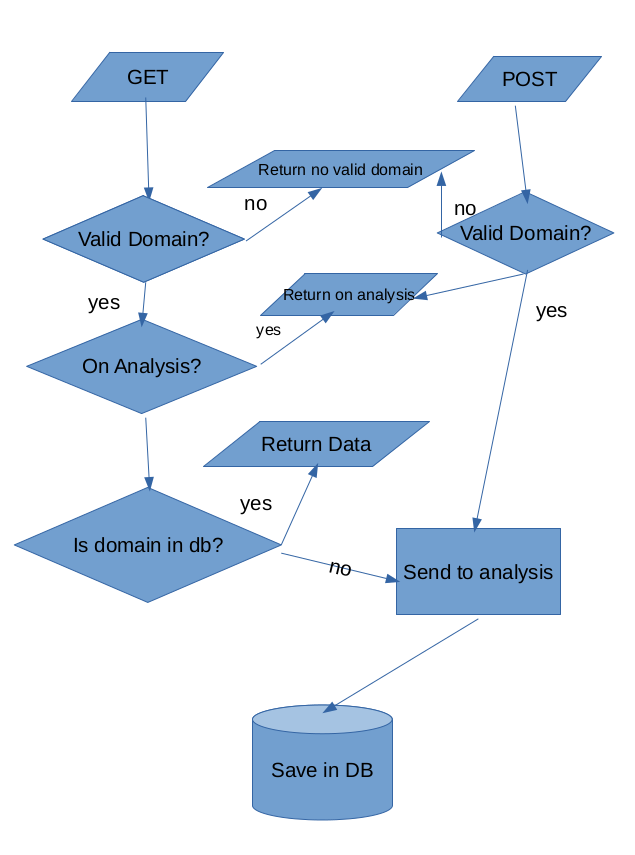 GET
POST
Return no valid domain
no
no
Valid Domain?
Valid Domain?
Return on analysis
yes
yes
yes
On Analysis?
Return Data
yes
Is domain in db?
no
Send to analysis
Save in DB